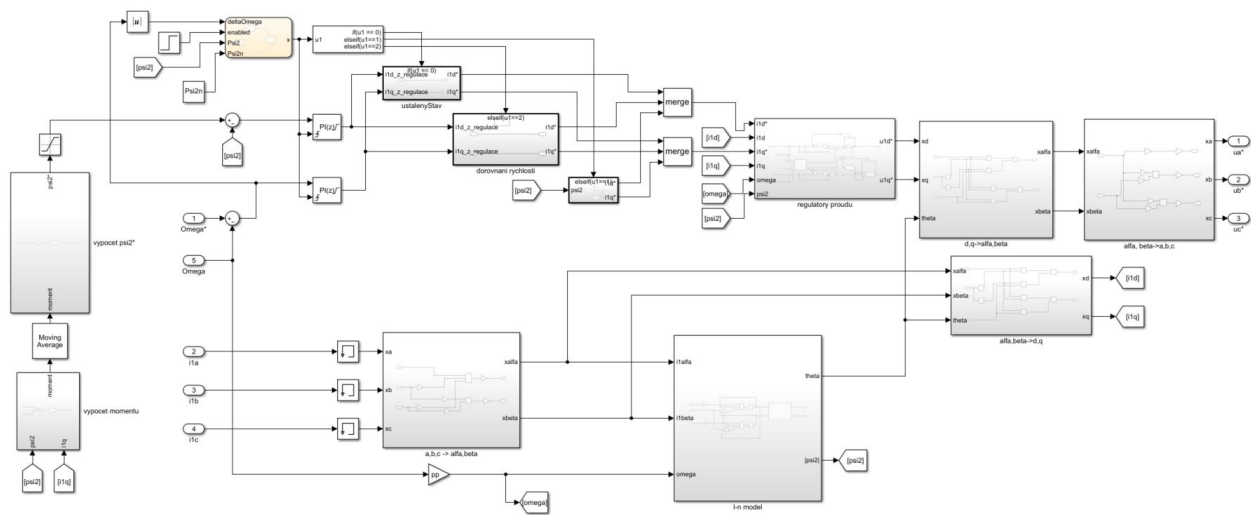 |u|
deltaOmega
enabled
Psi2
Psi2n
x
[psi2]
Psi2n
u1
if(u1 == 0)
elseif(u1==1)
elseif(u1==2)
if(u1 == 0)
i1d_z_regulace
i1q_z_regulace
i1d*
i1q*
ustalenyStav
elseif(u1==2)
i1d_z_regulace
i1q_z_regulace
i1d*
i1q*
dorovnani rychlosti
[psi2]
elseif(u1==1)
psi2
i1q*
merge
merge
PI(z)
PI(z)
[psi2]
1
Omega*
5
Omega
psi2*
vypocet psi2*
moment
Moving
Average
moment
vypocet momentu
psi2
i1q
[psi2]
[i1q]
[i1d]
[i1q]
[omega]
[psi2]
i1d*
i1d
i1q*
i1q
omega
psi2
u1d*
u1q*
regulatory proudu
xd
xq
theta
xalfa
xbeta
d,q->alfa,beta
xalfa
xbeta
xa
xb
xc
alfa, beta->a,b,c
1
ua*
2
ub*
3
uc*
xalfa
xbeta
theta
xd
xq
alfa,beta->d,q
[i1d]
[i1q]
2
i1a
3
i1b
4
i1c
xa
xb
xc
xalfa
xbeta
a,b,c -> alfa,beta
pp
[omega]
i1alfa
i1beta
omega
theta
|psi2|
I-n model
[psi2]